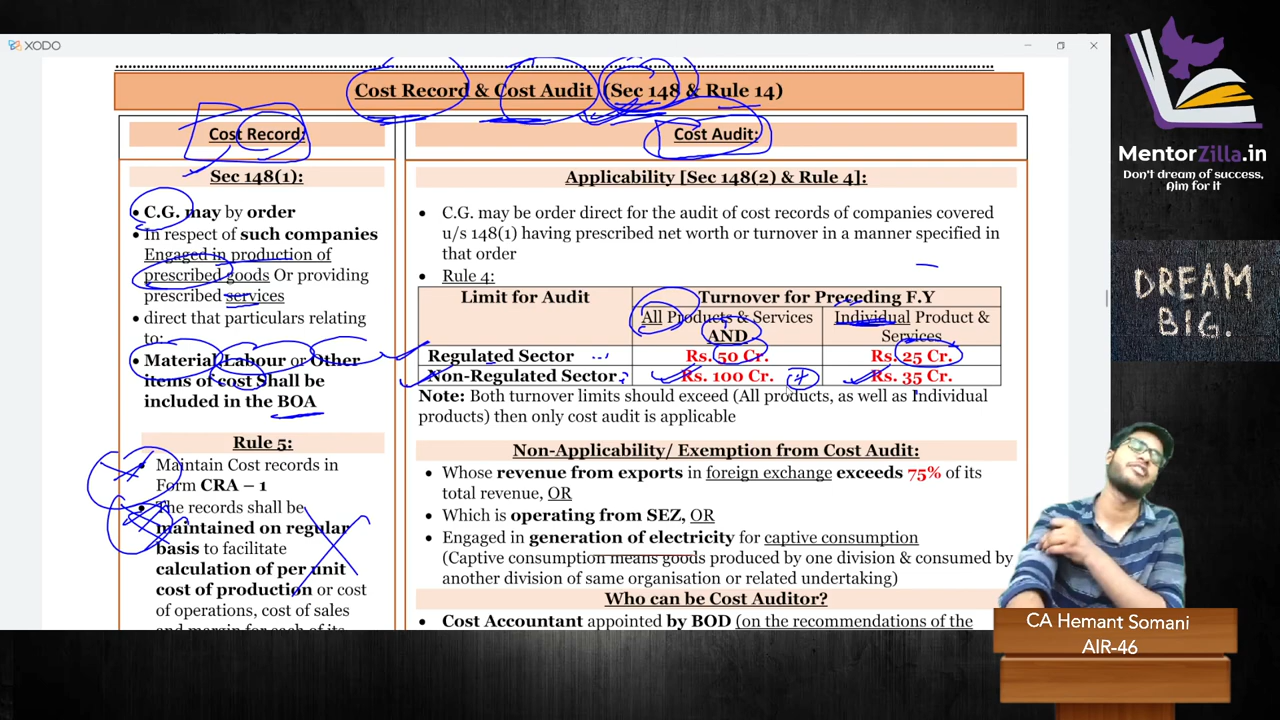 XODO
Cost Record & Cost Audit (Sec 148 & Rule 14)
Cost Record:
Sec 148(1):
• C.G. may by order
• In respect of such companies
Engaged in production of
prescribed goods Or providing
prescribed services
• direct that particulars relating
to:
• Material Labour or Other
items of cost Shall be
included in the BOA
Rule 5:
• Maintain Cost records in
Form CRA – 1
• The records shall be
maintained on regular
basis to facilitate
calculation of per unit
cost of production or cost
of operations, cost of sales
and margin for each of its
Cost Audit:
Applicability [Sec 148(2) & Rule 4]:
• C.G. may be order direct for the audit of cost records of companies covered
u/s 148(1) having prescribed net worth or turnover in a manner specified in
that order
• Rule 4:
Limit for Audit
Turnover for Preceding F.Y
All Products & Services
AND
Individual Product &
Services
Regulated Sector Rs. 50 Cr. Rs. 25 Cr.
Non-Regulated Sector Rs. 100 Cr. Rs. 35 Cr.
Note: Both turnover limits should exceed (All products, as well as Individual
products) then only cost audit is applicable
Non-Applicability/ Exemption from Cost Audit:
• Whose revenue from exports in foreign exchange exceeds 75% of its
total revenue, OR
• Which is operating from SEZ, OR
• Engaged in generation of electricity for captive consumption
(Captive consumption means goods produced by one division & consumed by
another division of same organisation or related undertaking)
Who can be Cost Auditor?
• Cost Accountant appointed by BOD (on the recommendations of the
MentorZilla.in
Don't dream of success,
Aim for it
DREAM
BIG.
CA Hemant Somani
AIR-46